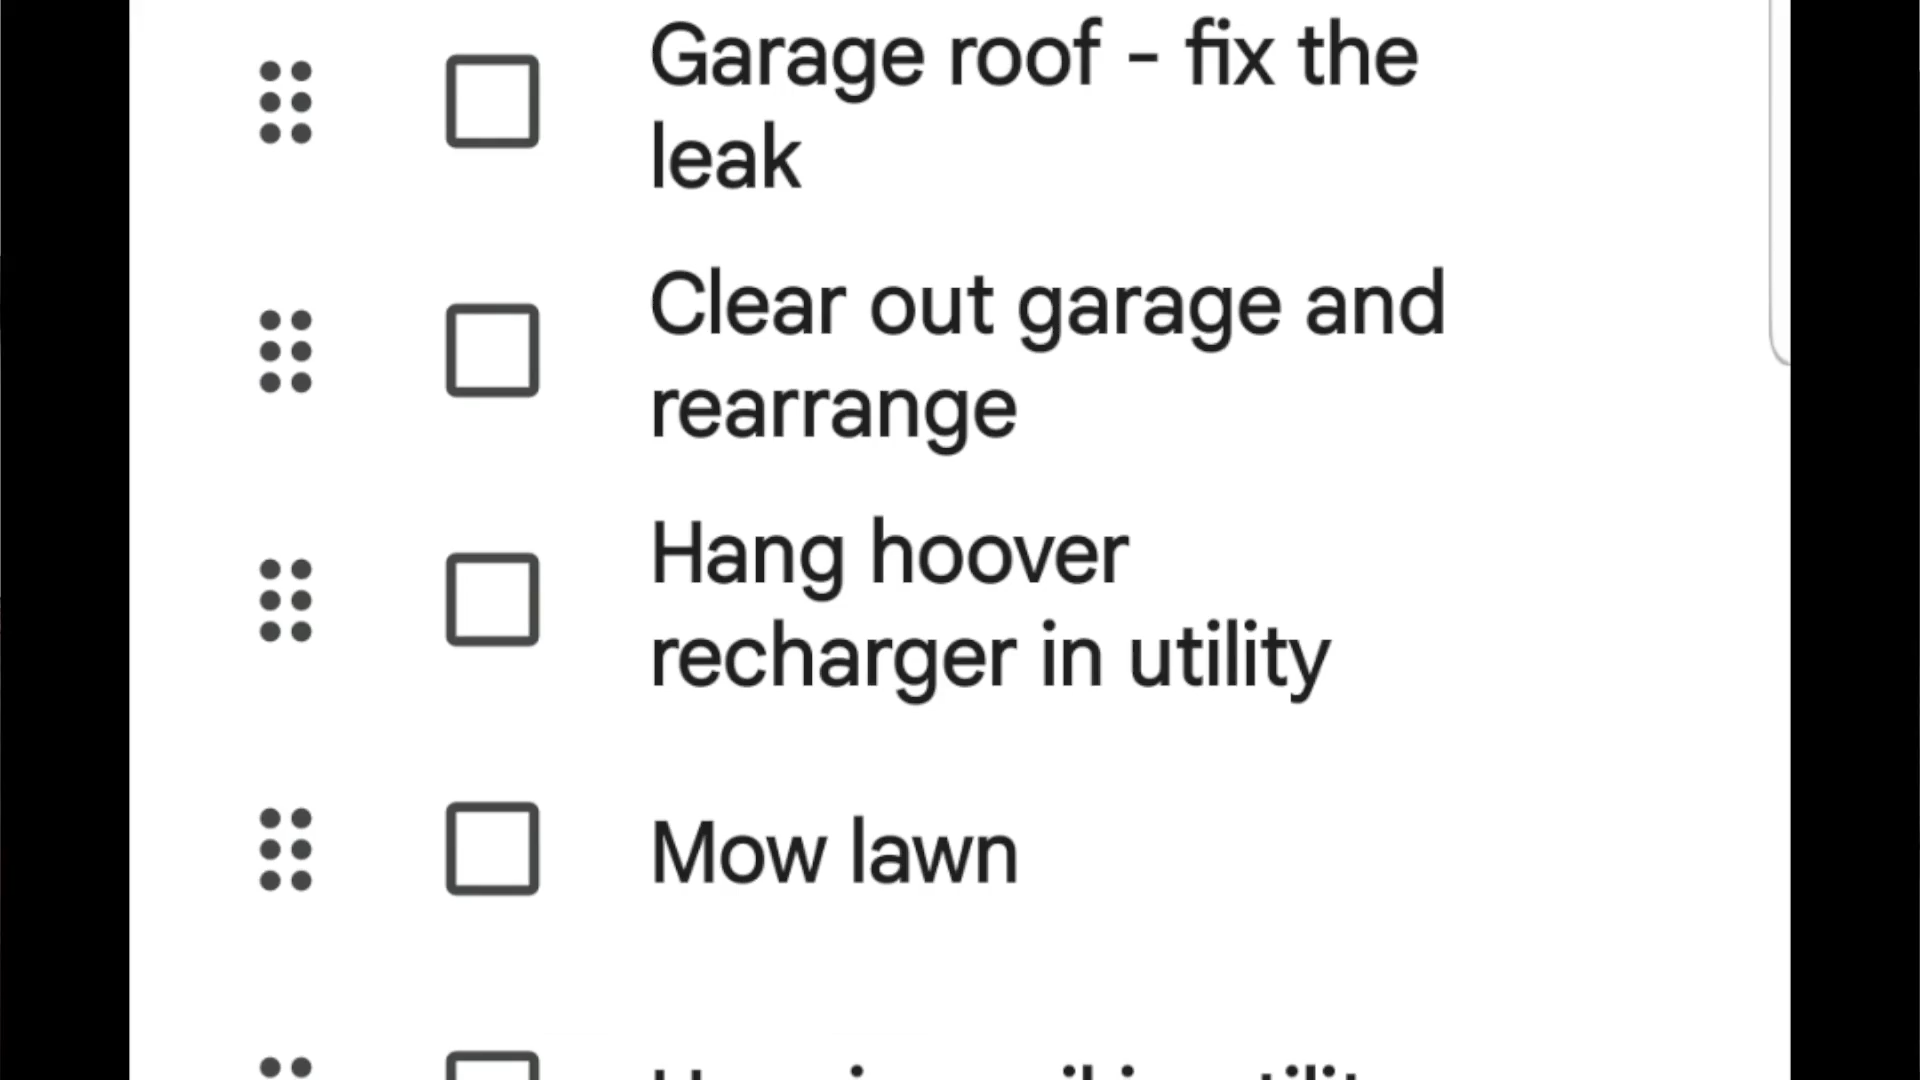 Garage roof - fix the
leak
Clear out garage and
rearrange
Hang hoover
recharger in utility
Mow lawn